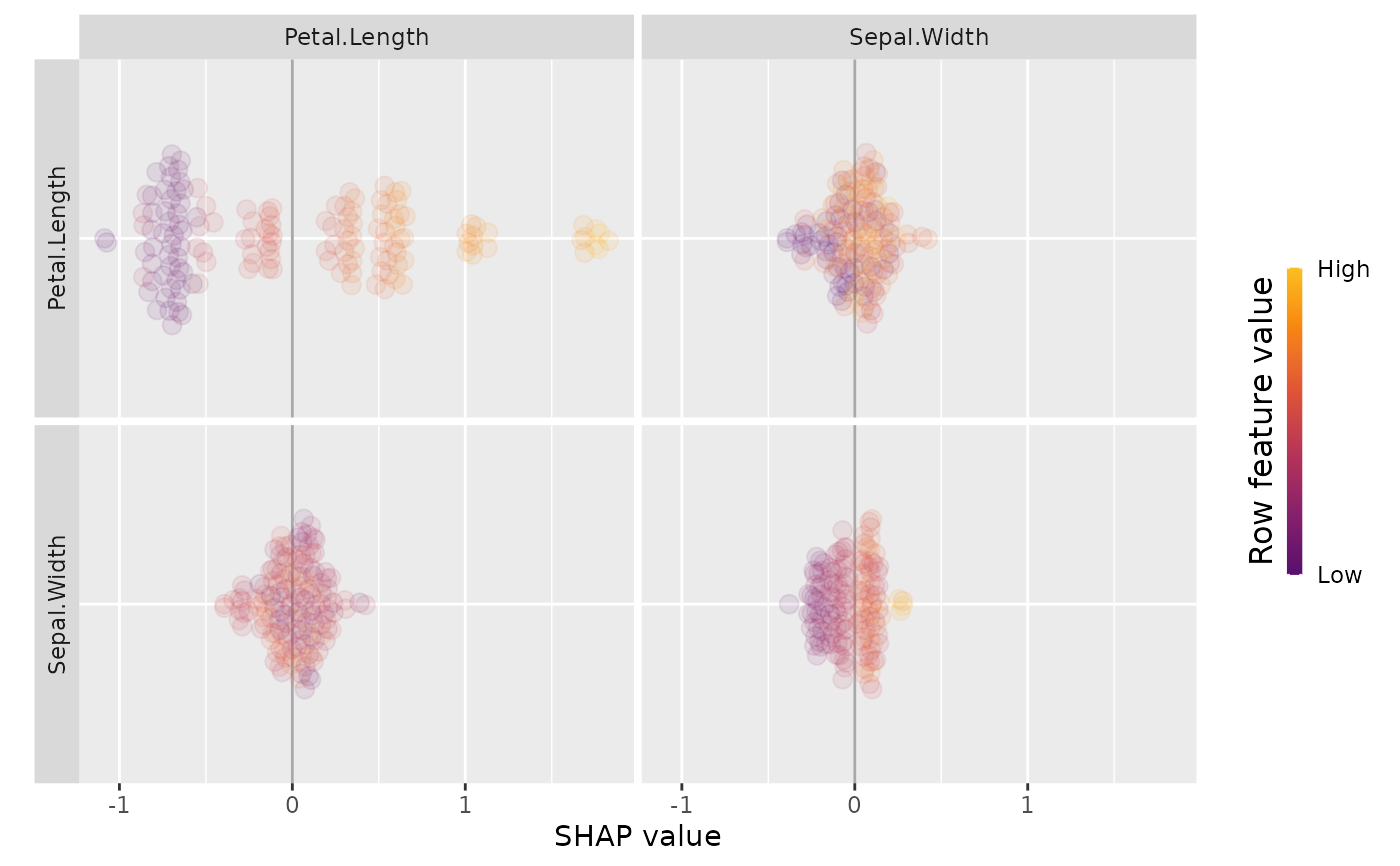 Petal.Length
Sepal.Width
Petal.Length
Sepal.Width
-1
0
1
-1
0
1
SHAP value
Row feature value
High
Low